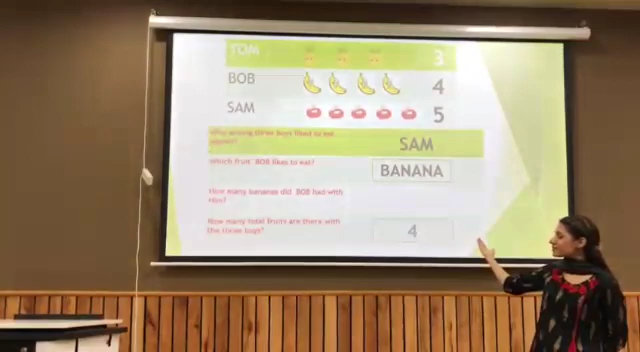 TOM 3
BOB 4
SAM 5
Who among three boys liked to eat
apples? SAM
Which fruit BOB likes to eat? BANANA
How many bananas did BOB had with
him?
How many total fruits are there with
the three boys? 4